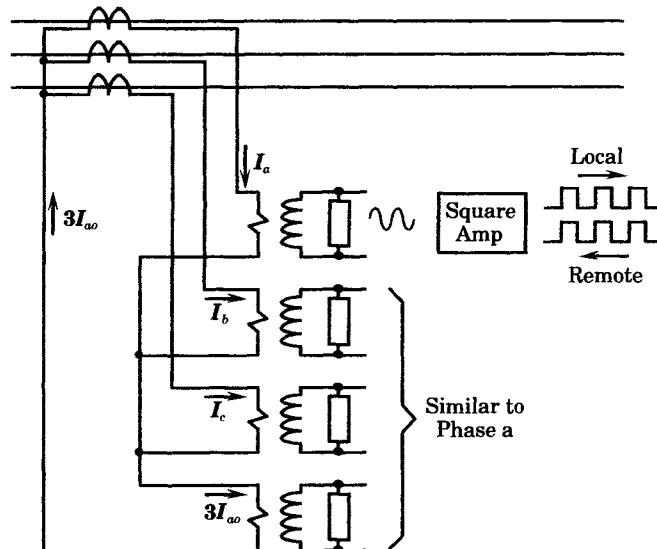 I_a
Local
Square
Amp
3I_ao
Remote
I_b
I_c
Similar to
Phase a
3I_ao